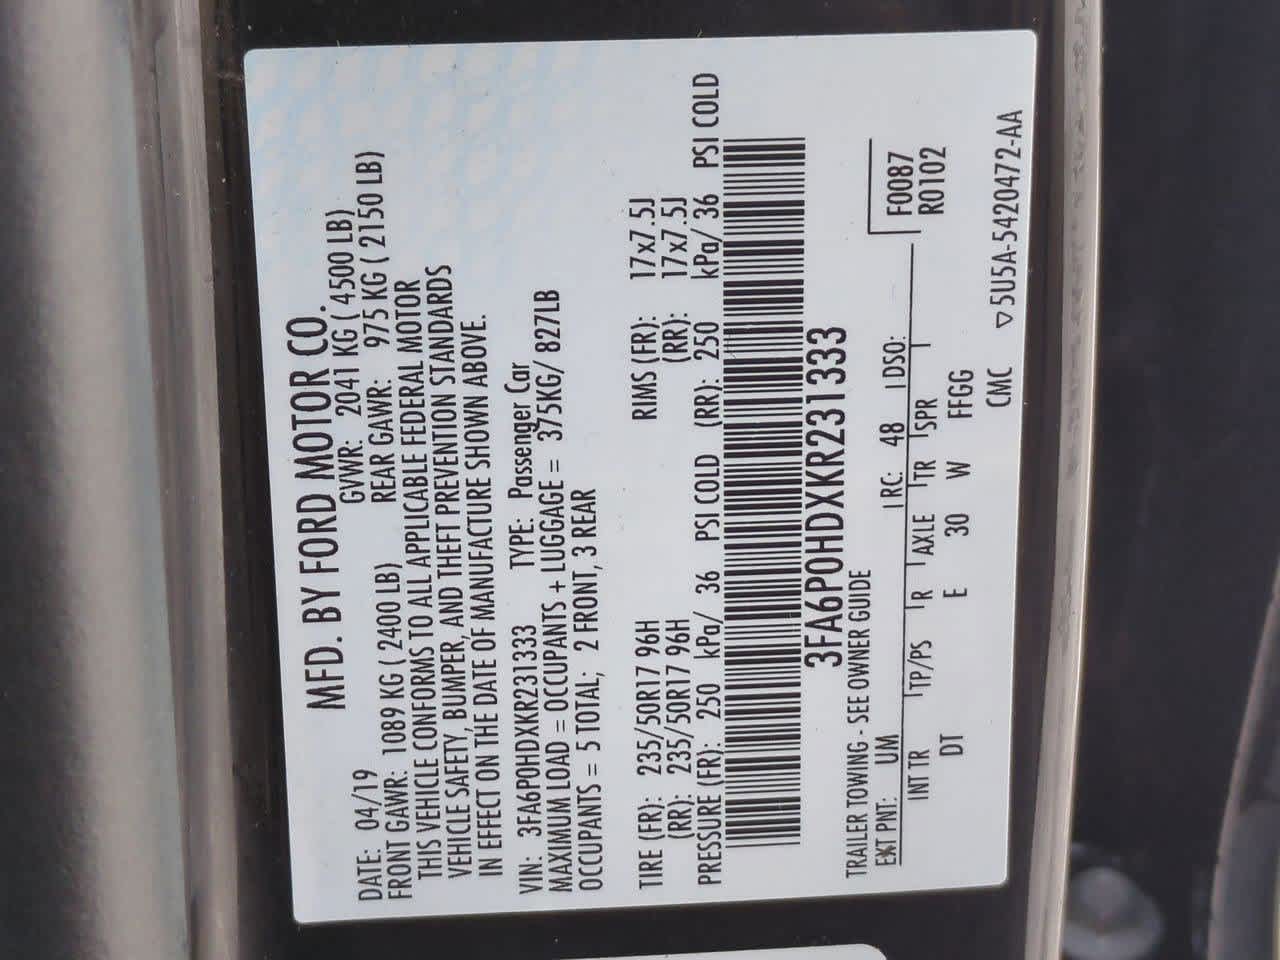 MFD. BY FORD MOTOR CO.
DATE: 04/19 GVWR: 2041 KG ( 4500 LB)
FRONT GAWR: 1089 KG ( 2400 LB) REAR GAWR: 975 KG ( 2150 LB)
THIS VEHICLE CONFORMS TO ALL APPLICABLE FEDERAL MOTOR
VEHICLE SAFETY, BUMPER, AND THEFT PREVENTION STANDARDS
IN EFFECT ON THE DATE OF MANUFACTURE SHOWN ABOVE.
VIN: 3FA6P0HDXKR231333 TYPE: Passenger Car
MAXIMUM LOAD = OCCUPANTS + LUGGAGE = 375KG/ 827LB
OCCUPANTS = 5 TOTAL; 2 FRONT, 3 REAR
TIRE (FR): 235/50R17 96H RIMS (FR): 17x7.5J
(RR): 235/50R17 96H (RR): 17x7.5J
PRESSURE (FR): 250 kPa/ 36 PSI COLD (RR): 250 kPa/ 36 PSI COLD
3FA6P0HDXKR231333
TRAILER TOWING - SEE OWNER GUIDE
EXT PNT: UM RC: 48 DSO: F0087
INT TR TP/PS R AXLE TR SPR R0102
DT E 30 W FFGG
CMC ▽5U5A-5420472-AA